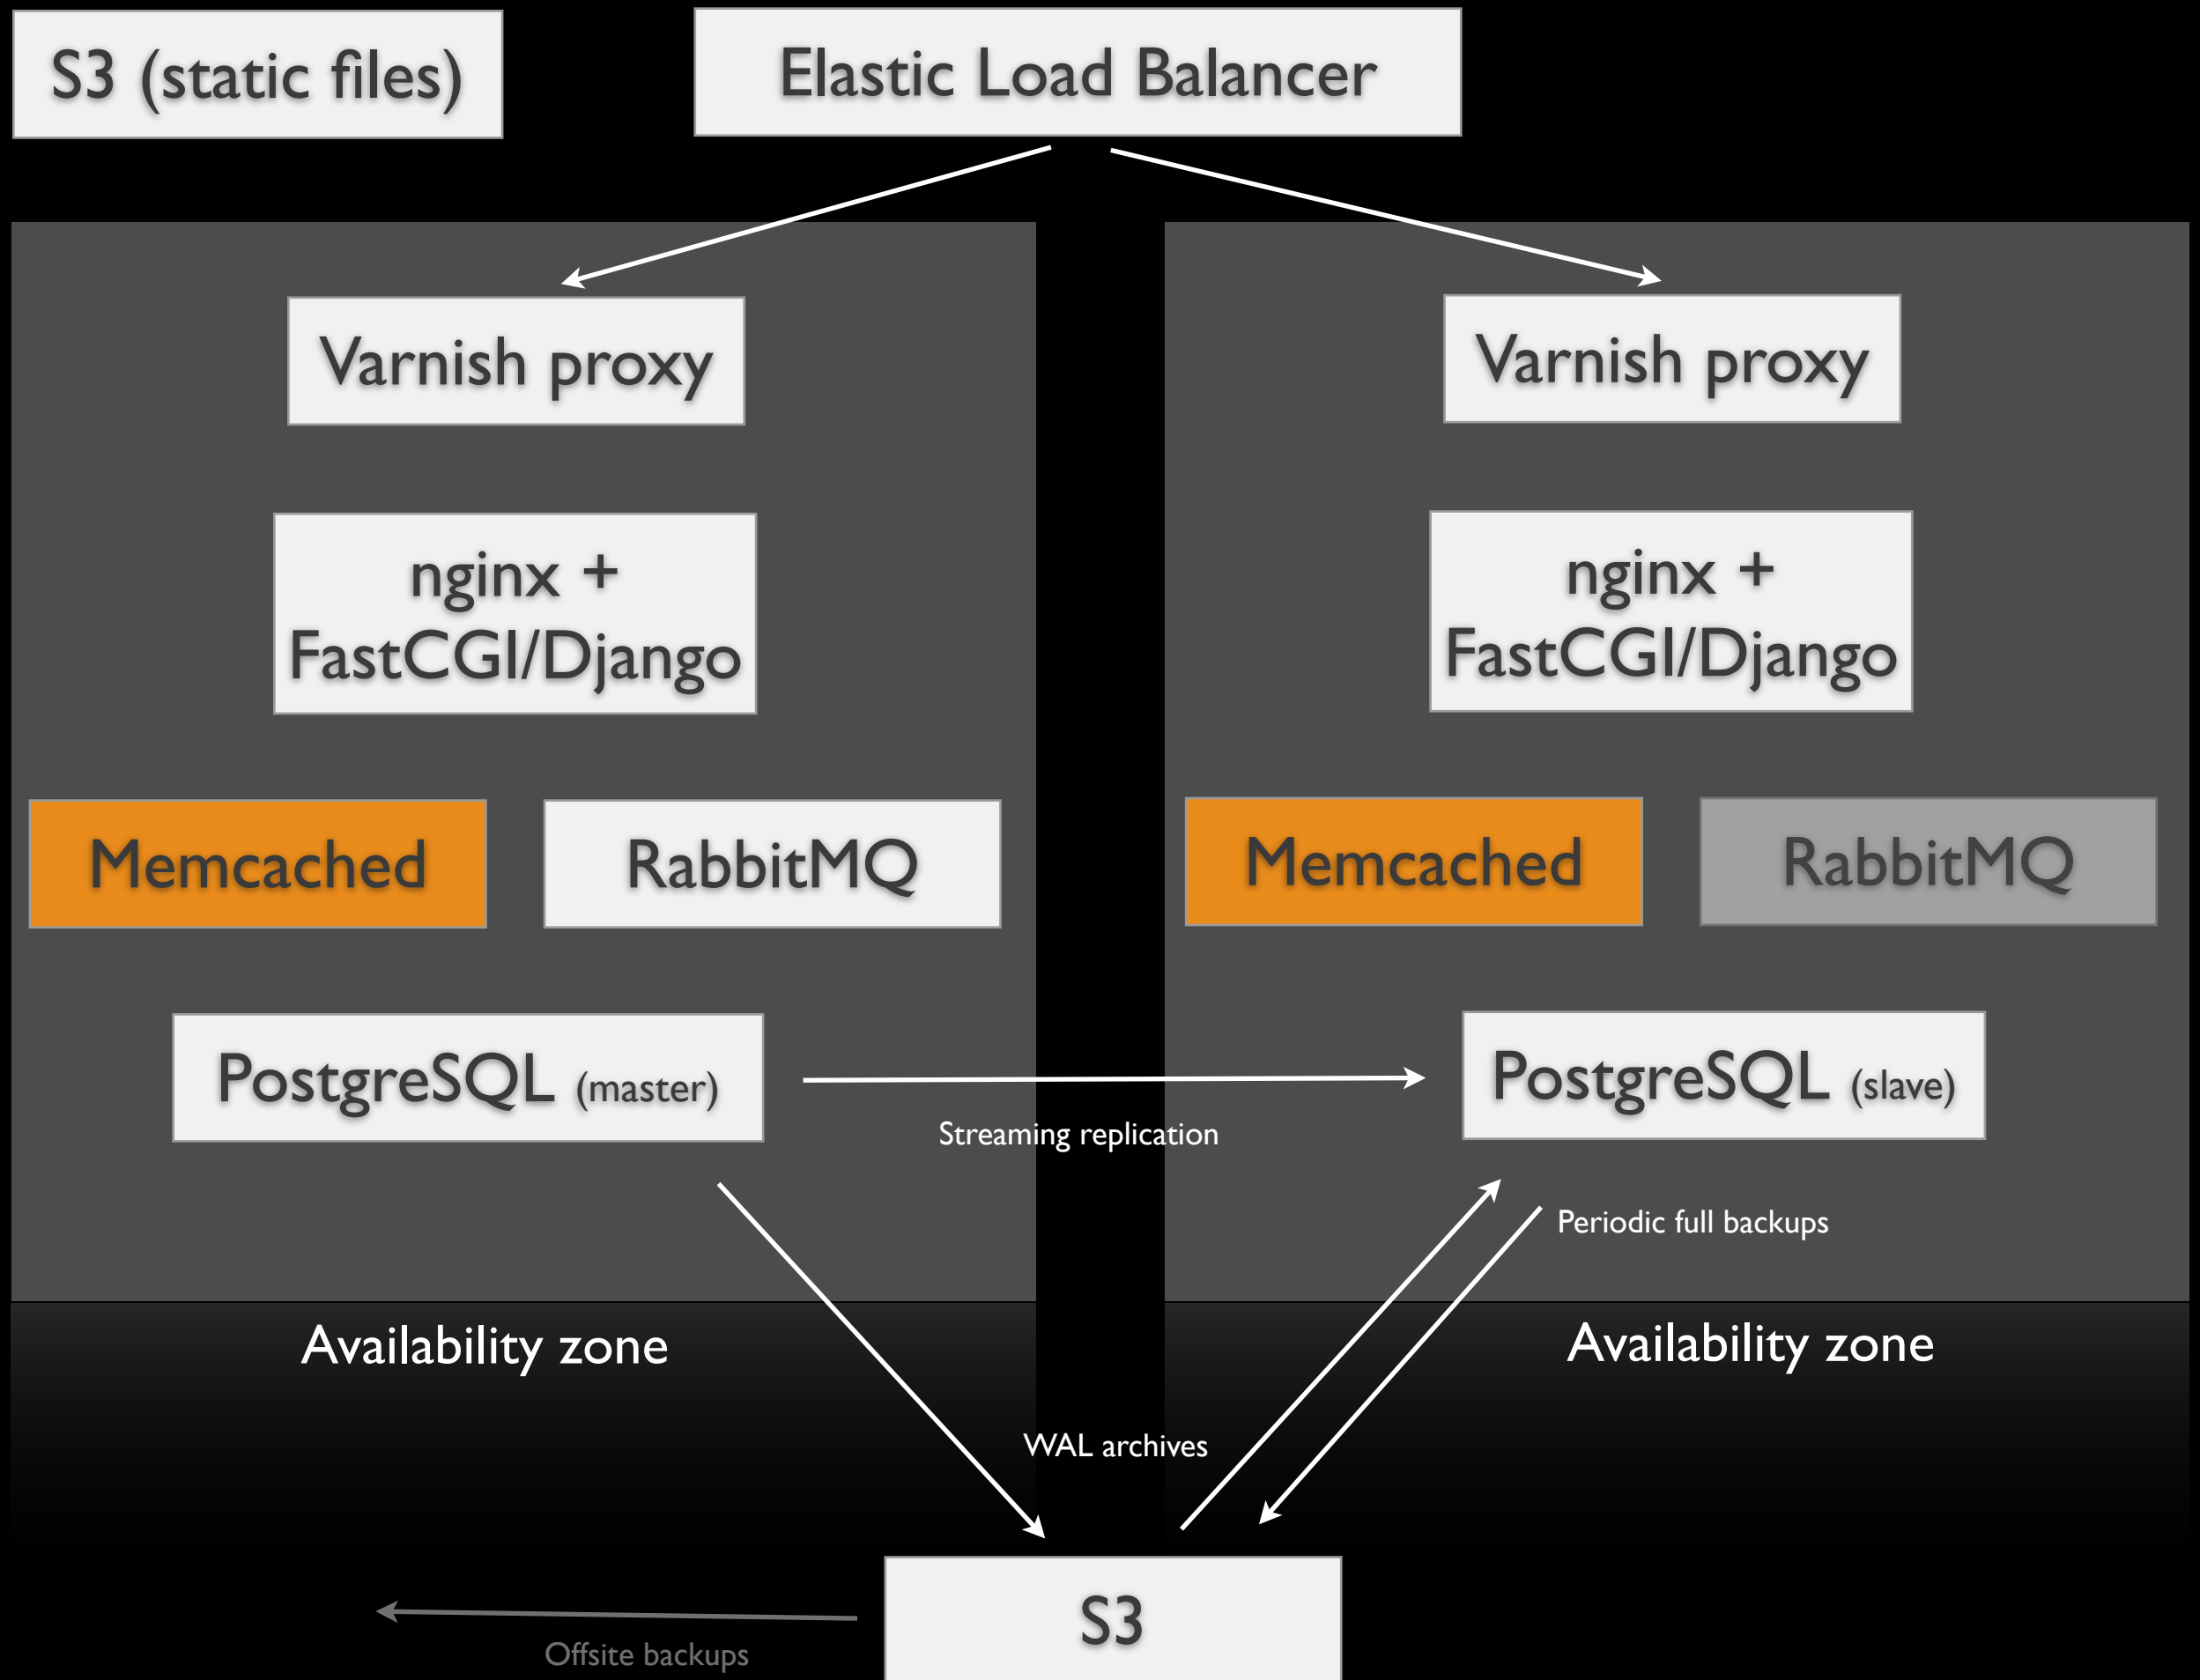 S3 (static files)
Elastic Load Balancer
Varnish proxy
Varnish proxy
nginx +
FastCGI/Django
nginx +
FastCGI/Django
Memcached
RabbitMQ
Memcached
RabbitMQ
PostgreSQL (master)
PostgreSQL (slave)
Streaming replication
Periodic full backups
Availability zone
Availability zone
WAL archives
S3
Offsite backups